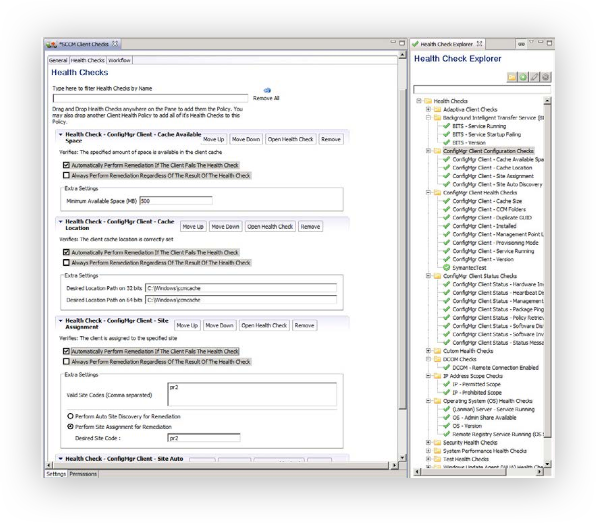 *SCCM Client Checks
General Health Checks Workflow
Health Checks
Type here to filter Health Checks by Name
Remove All
Drag and Drop Health Checks anywhere on the Pane to add them the Policy. You
may also drop another Client Health Policy to add all of it's Health Checks to this
Policy.
Health Check - ConfigMgr Client - Cache Available
Space
Move Up Move Down Open Health Check Remove
Verifies: The specified amount of space is available in the client cache
Automatically Perform Remediation If The Client Fails The Health Check
Always Perform Remediation Regardless Of The Result Of The Health Check
Extra Settings
Minimum Available Space (MB) 500
Health Check - ConfigMgr Client - Cache
Location
Move Up Move Down Open Health Check Remove
Verifies: The client cache location is correctly set
Automatically Perform Remediation If The Client Fails The Health Check
Always Perform Remediation Regardless Of The Result Of The Health Check
Extra Settings
Desired Location Path on 32 bits C:\Windows\ccmcache
Desired Location Path on 64 bits C:\Windows\ccmcache
Health Check - ConfigMgr Client - Site
Assignment
Move Up Move Down Open Health Check Remove
Verifies: The client is assigned to the specified site
Automatically Perform Remediation If The Client Fails The Health Check
Always Perform Remediation Regardless Of The Result Of The Health Check
Extra Settings
Valid Site Codes (Comma separated) pr2
Perform Auto Site Discovery for Remediation
Perform Site Assignment for Remediation
Desired Site Code : pr2
Health Check - ConfigMgr Client - Site Auto
Settings Permissions
Health Check Explorer
Health Check Explorer
Health Checks
Adaptive Client Checks
Background Intelligent Transfer Service (BI
BITS - Service Running
BITS - Service Startup Failing
BITS - Version
ConfigMgr Client Configuration Checks
ConfigMgr Client - Cache Available Spa
ConfigMgr Client - Cache Location
ConfigMgr Client - Site Assignment
ConfigMgr Client - Site Auto Discovery
ConfigMgr Client Health Checks
ConfigMgr Client - Cache Size
ConfigMgr Client - CCM Folders
ConfigMgr Client - Duplicate GUID
ConfigMgr Client - Installed
ConfigMgr Client - Management Point L
ConfigMgr Client - Provisioning Mode
ConfigMgr Client - Service Running
ConfigMgr Client - Version
SymantecTest
ConfigMgr Client Status Checks
ConfigMgr Client Status - Hardware Inv
ConfigMgr Client Status - Heartbeat Dis
ConfigMgr Client Status - Management
ConfigMgr Client Status - Package Ping
ConfigMgr Client Status - Policy Retriev
ConfigMgr Client Status - Software Dist
ConfigMgr Client Status - Software Inv
ConfigMgr Client Status - Status Messa
Cutom Health Checks
DCOM Checks
DCOM - Remote Connection Enabled
IP Address Scope Checks
IP - Permitted Scope
IP - Prohibited Scope
Operating System (OS) Health Checks
(Lanman) Server - Service Running
OS - Admin Share Available
OS - Version
Remote Registry Service Running (OS S
Security Health Checks
System Performance Health Checks
Test Health Checks
Windows Update Agent (WUA) Health Che